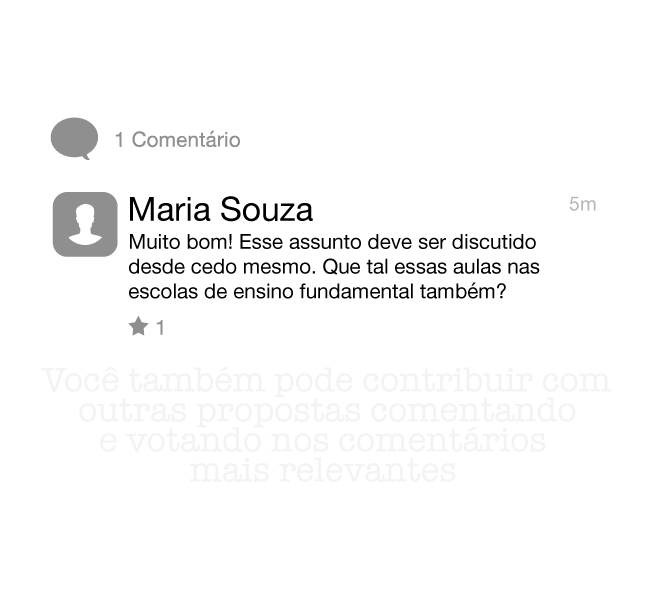 1 Comentário
Maria Souza
5m
Muito bom! Esse assunto deve ser discutido
desde cedo mesmo. Que tal essas aulas nas
escolas de ensino fundamental também?
1
Você também pode contribuir com
outras propostas comentando
e votando nos comentários
mais relevantes